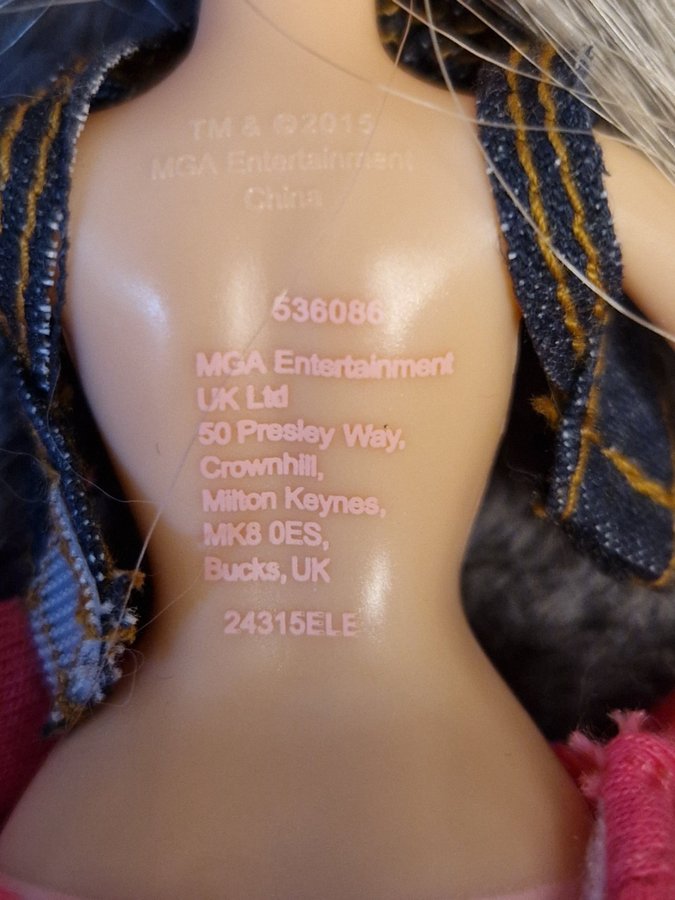 TM & ©2015
MGA Entertainment
China
536086
MGA Entertainment
UK Ltd
50 Presley Way,
Crownhill,
Milton Keynes,
MK8 0ES,
Bucks, UK
24315ELE